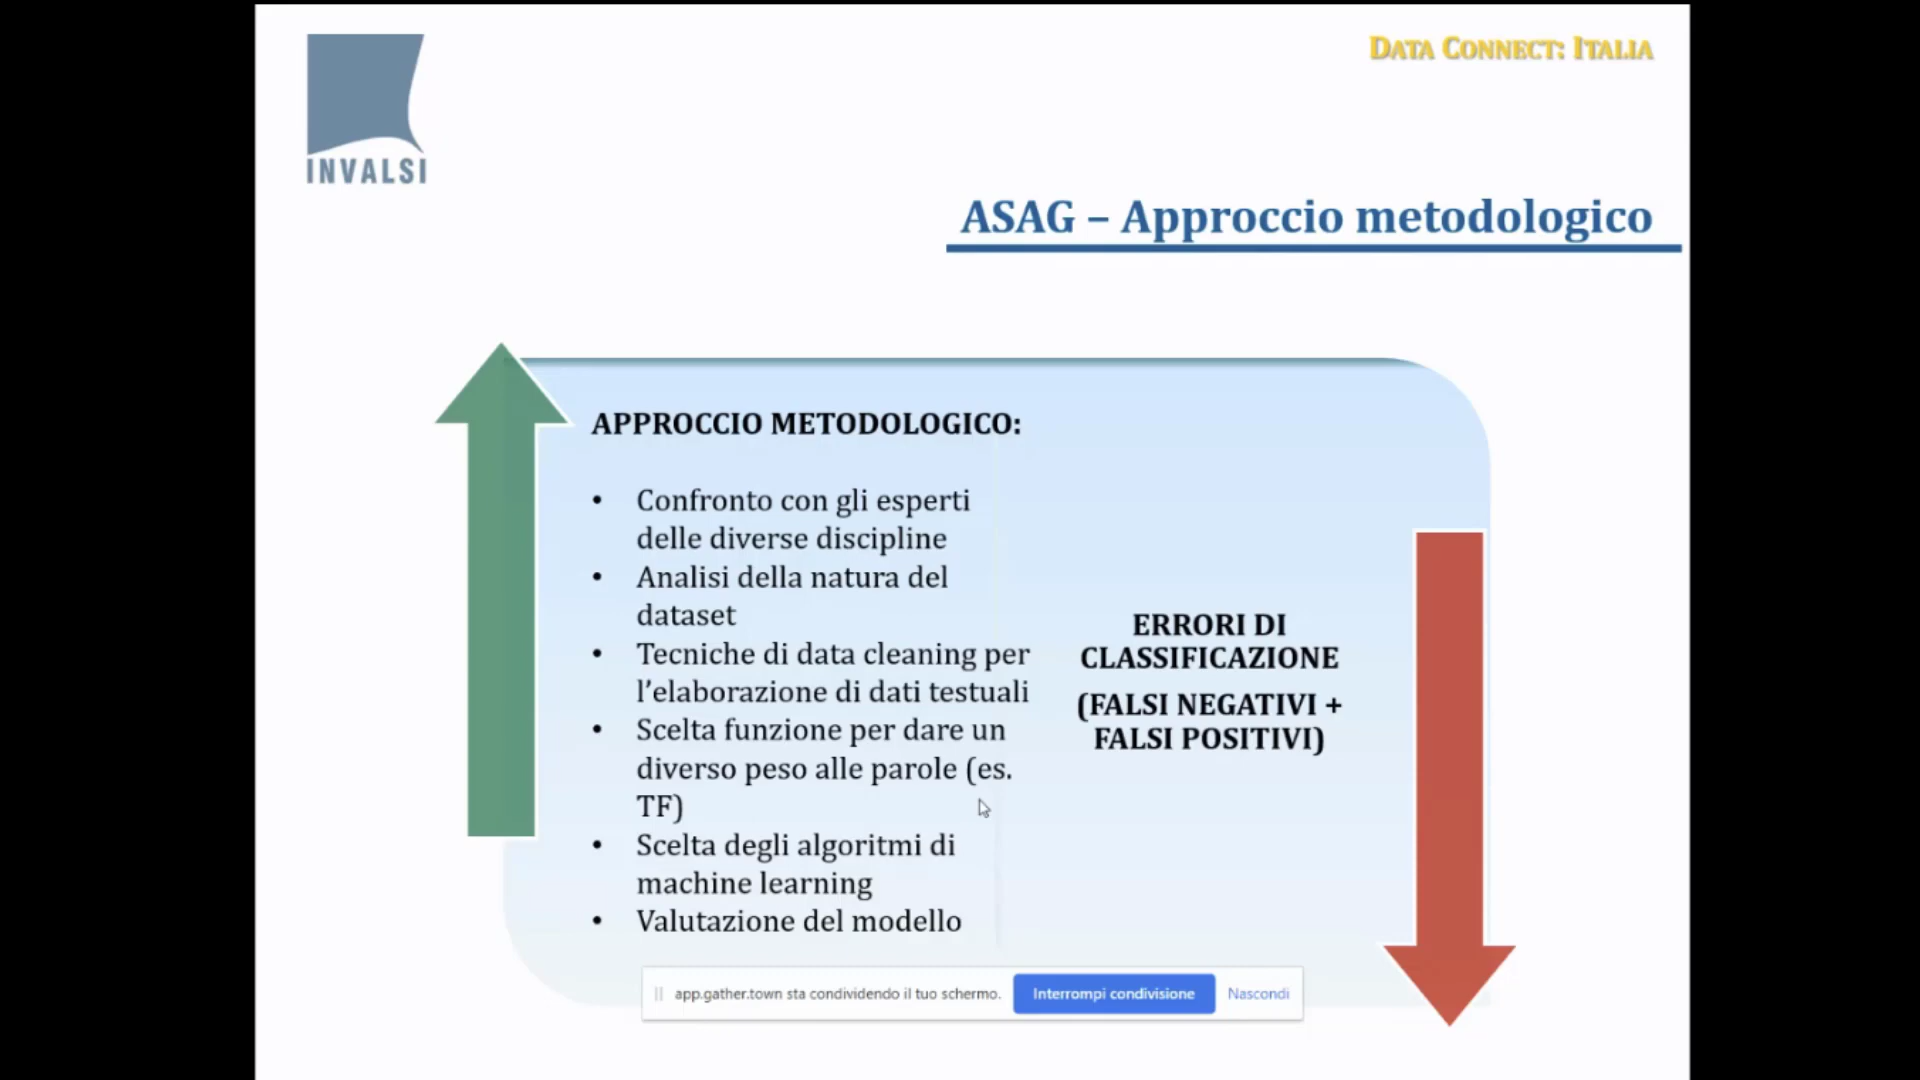 INVALSI
DATA CONNECT: ITALIA
ASAG – Approccio metodologico
APPROCCIO METODOLOGICO:
• Confronto con gli esperti
delle diverse discipline
• Analisi della natura del
dataset
• Tecniche di data cleaning per
l’elaborazione di dati testuali
• Scelta funzione per dare un
diverso peso alle parole (es.
TF)
• Scelta degli algoritmi di
machine learning
• Valutazione del modello
ERRORI DI
CLASSIFICAZIONE
(FALSI NEGATIVI +
FALSI POSITIVI)
app.gather.town sta condividendo il tuo schermo. Interrompi condivisione Nascondi